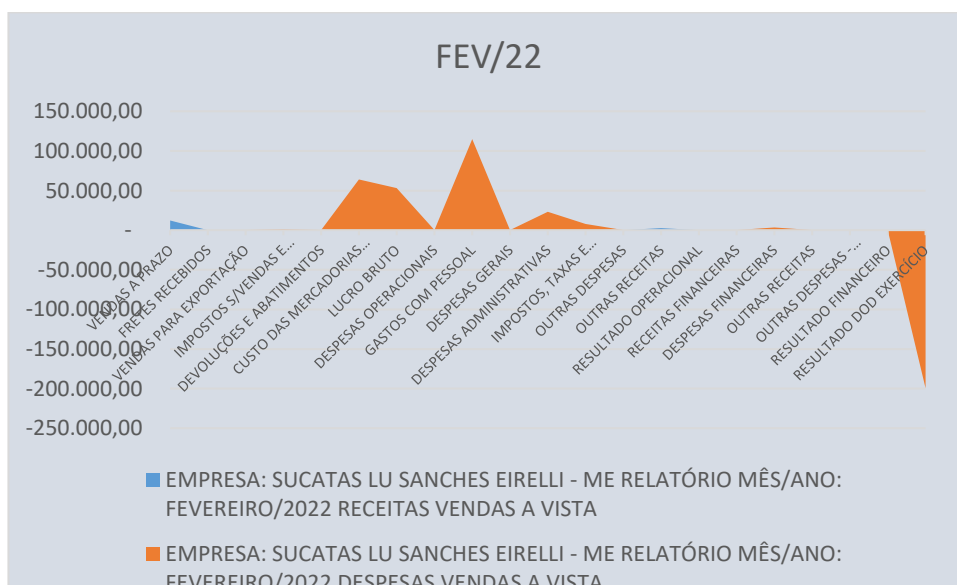 FEV/22
150.000,00
100.000,00
50.000,00
-
-50.000,00
-100.000,00
-150.000,00
-200.000,00
-250.000,00
VENDAS A PRAZO
FRETES RECEBIDOS
VENDAS PARA EXPORTAÇÃO
IMPOSTOS S/VENDAS E...
DEVOLUÇÕES E ABATIMENTOS
CUSTO DAS MERCADORIAS...
LUCRO BRUTO
DESPESAS OPERACIONAIS
GASTOS COM PESSOAL
DESPESAS GERAIS
DESPESAS ADMINISTRATIVAS
IMPOSTOS, TAXAS E...
OUTRAS DESPESAS
OUTRAS RECEITAS
RESULTADO OPERACIONAL
RECEITAS FINANCEIRAS
DESPESAS FINANCEIRAS
OUTRAS RECEITAS
OUTRAS DESPESAS -...
RESULTADO FINANCEIRO
RESULTADO DOD EXERCÍCIO
EMPRESA: SUCATAS LU SANCHES EIRELLI - ME RELATÓRIO MÊS/ANO:
FEVEREIRO/2022 RECEITAS VENDAS A VISTA
EMPRESA: SUCATAS LU SANCHES EIRELLI - ME RELATÓRIO MÊS/ANO:
FEVEREIRO/2022 DESPESAS VENDAS A VISTA